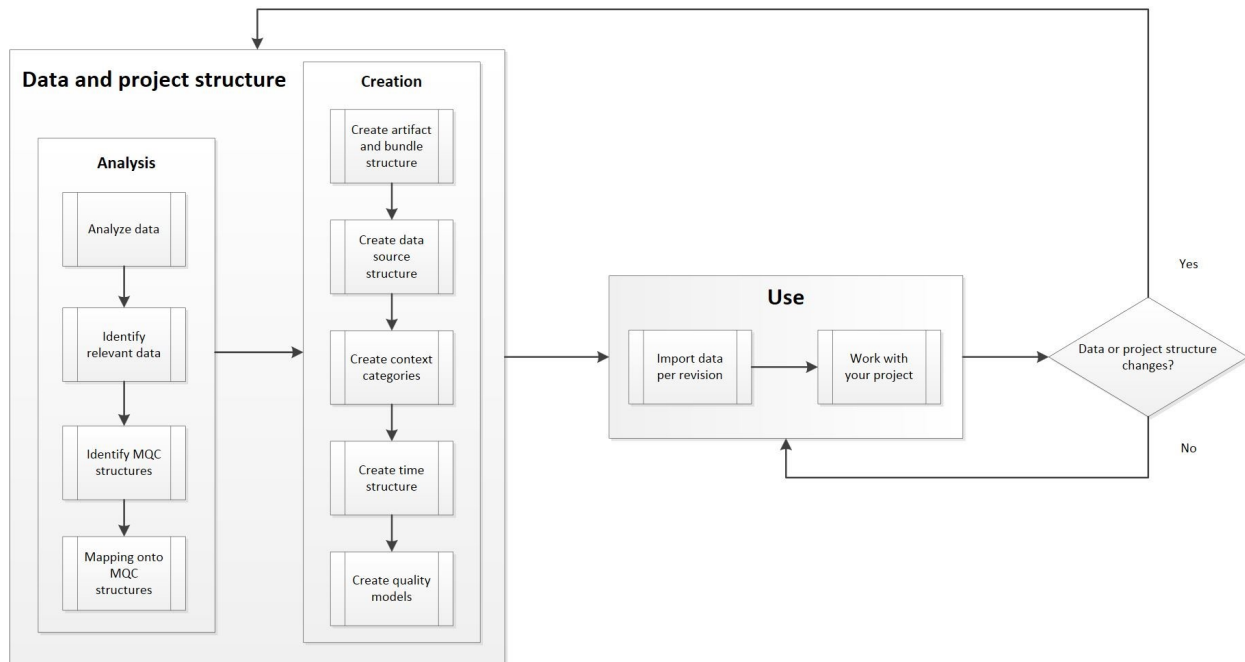 Data and project structure
Analysis
Analyze data
Identify
relevant data
Identify MQC
structures
Mapping onto
MQC
structures
Creation
Create artifact
and bundle
structure
Create data
source
structure
Create context
categories
Create time
structure
Create quality
models
Use
Import data
per revision
Work with
your project
Data or project structure
changes?
Yes
No